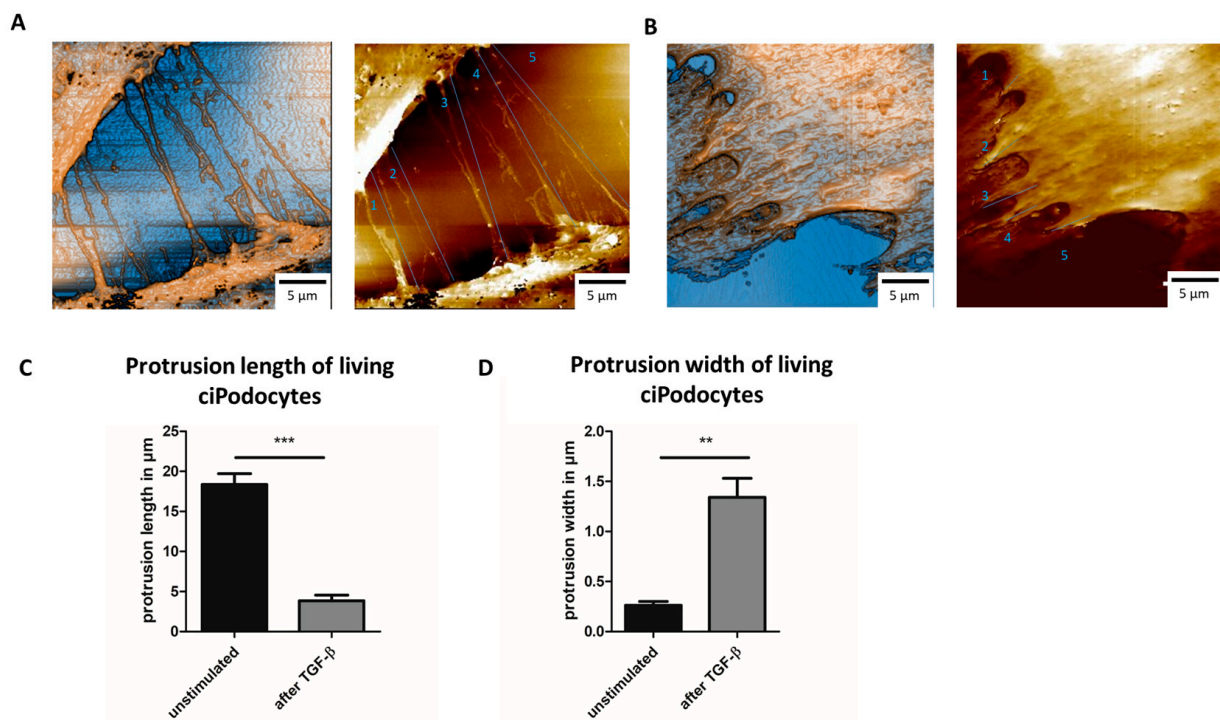 A
1
2
3
4
5
5 µm
5 µm
B
1
2
3
4
5
5 µm
5 µm
C
Protrusion length of living
ciPodocytes
protrusion length in µm
25
20
15
10
5
0
***
unstimulated
after TGF-β
D
Protrusion width of living
ciPodocytes
protrusion width in µm
2.0
1.5
1.0
0.5
0.0
**
unstimulated
after TGF-β